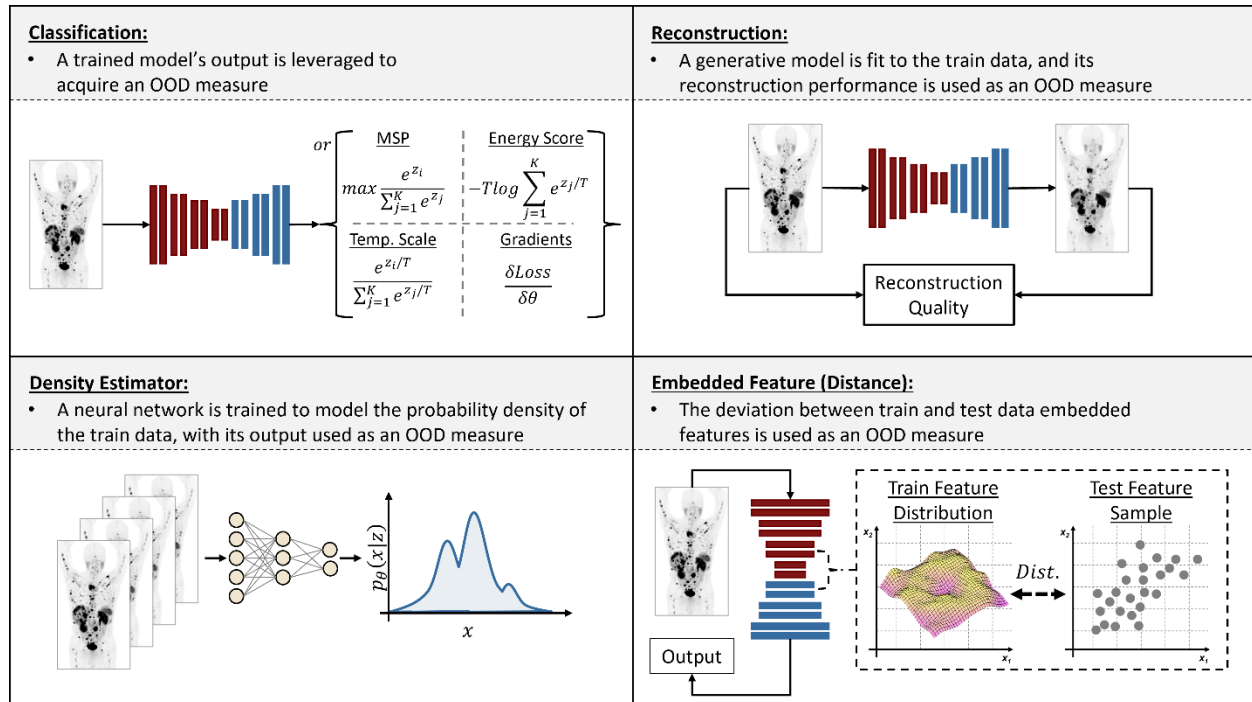 Classification:
• A trained model's output is leveraged to
acquire an OOD measure
or
MSP
max e^{z_i} / ∑_{j=1}^{K} e^{z_j}
Energy Score
−Tlog ∑_{j=1}^{K} e^{z_j/T}
Temp. Scale
e^{z_i/T} / ∑_{j=1}^{K} e^{z_j/T}
Gradients
δLoss / δθ
Reconstruction:
• A generative model is fit to the train data, and its
reconstruction performance is used as an OOD measure
Reconstruction
Quality
Density Estimator:
• A neural network is trained to model the probability density of
the train data, with its output used as an OOD measure
p_θ(x|z)
x
Embedded Feature (Distance):
• The deviation between train and test data embedded
features is used as an OOD measure
Output
Train Feature
Distribution
x₂
x₁
Dist.
Test Feature
Sample
x₂
x₁